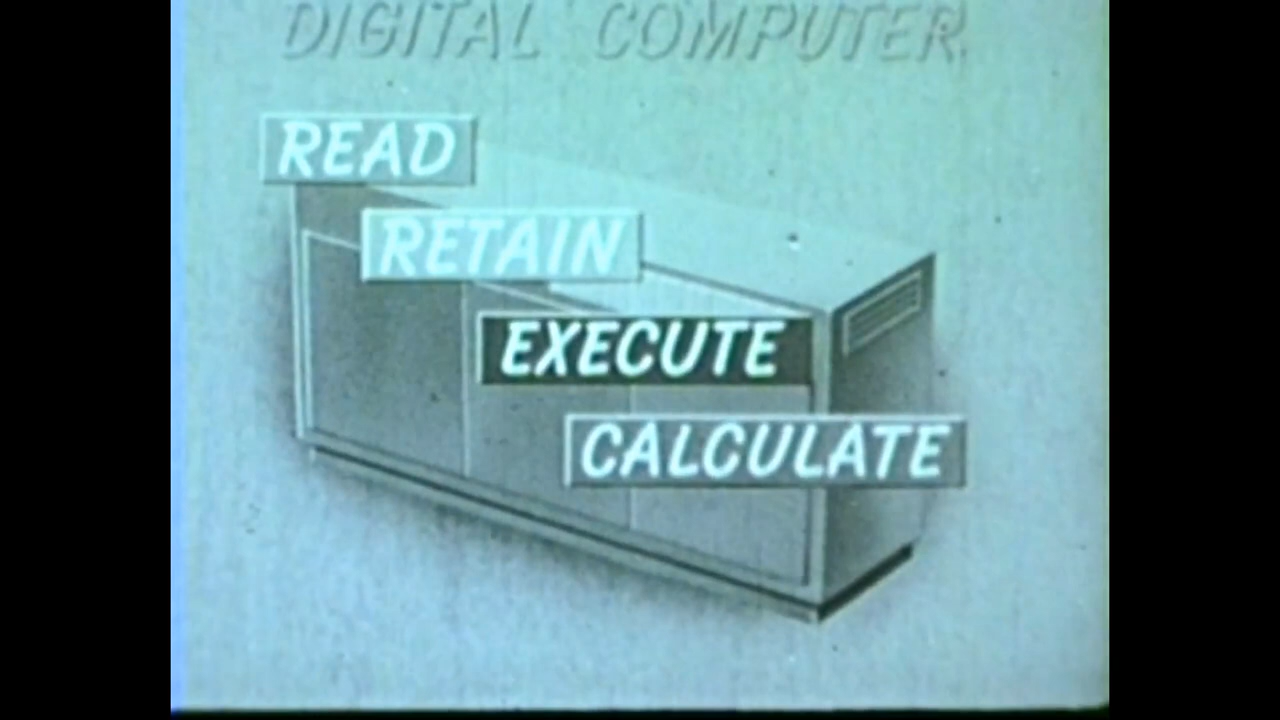 DIGITAL COMPUTER
READ
RETAIN
EXECUTE
CALCULATE